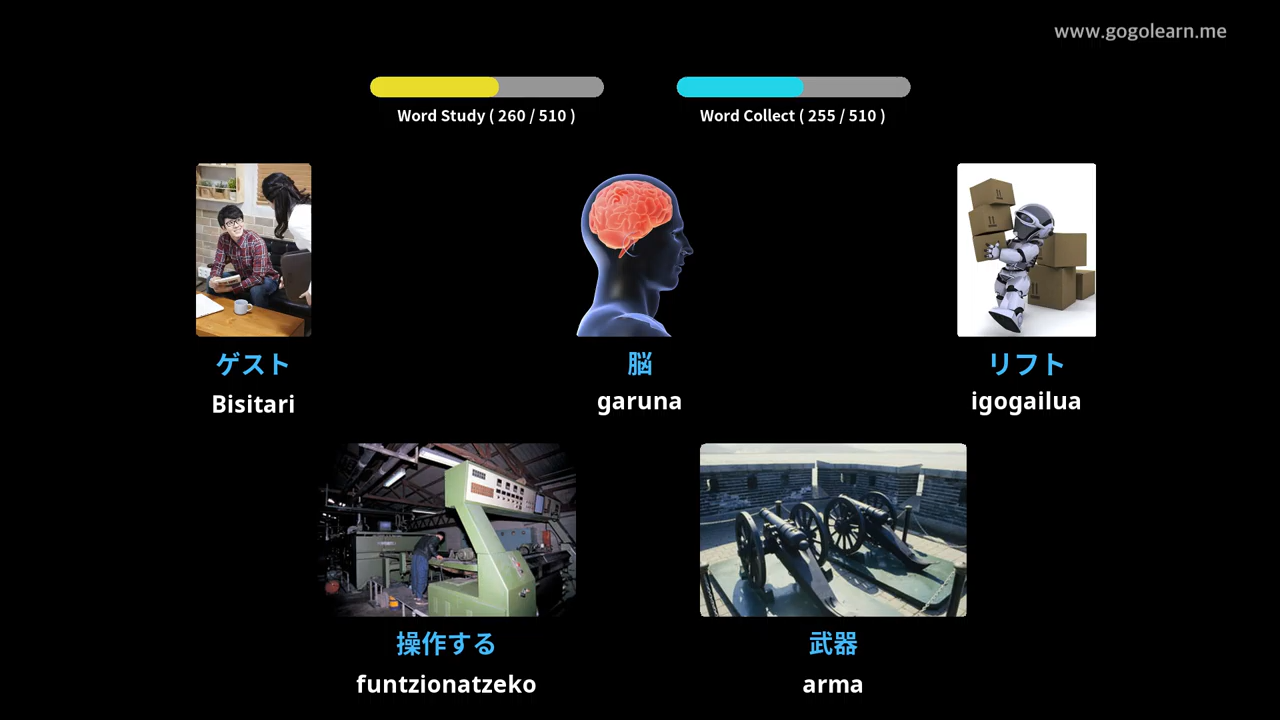 www.gogolearn.me
Word Study ( 260 / 510 )
Word Collect ( 255 / 510 )
ゲスト
Bisitari
脳
garuna
リフト
igogailua
操作する
funtzionatzeko
武器
arma